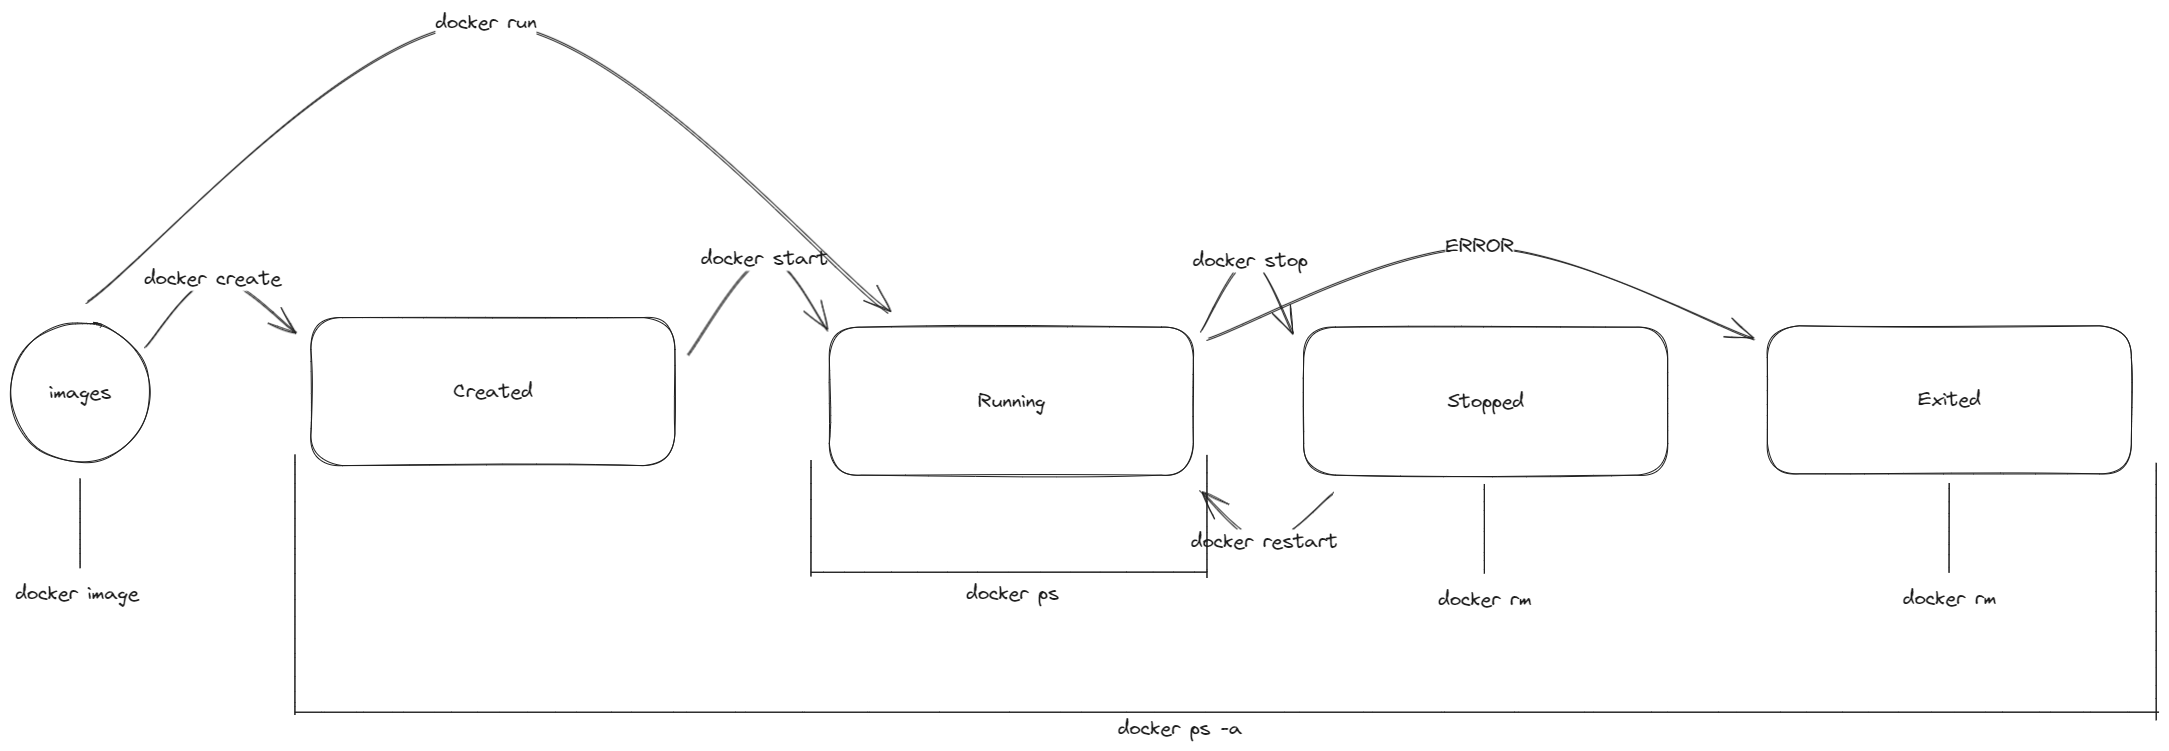 docker run
docker create
docker start
docker stop
ERROR
images
Created
Running
Stopped
Exited
docker restart
docker image
docker ps
docker rm
docker rm
docker ps -a